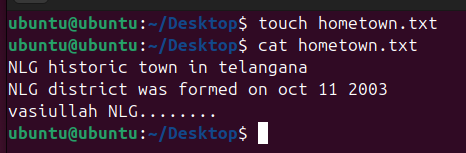 ubuntu@ubuntu:~/Desktop$ touch hometown.txt
ubuntu@ubuntu:~/Desktop$ cat hometown.txt
NLG historic town in telangana
NLG district was formed on oct 11 2003
vasiullah NLG........
ubuntu@ubuntu:~/Desktop$